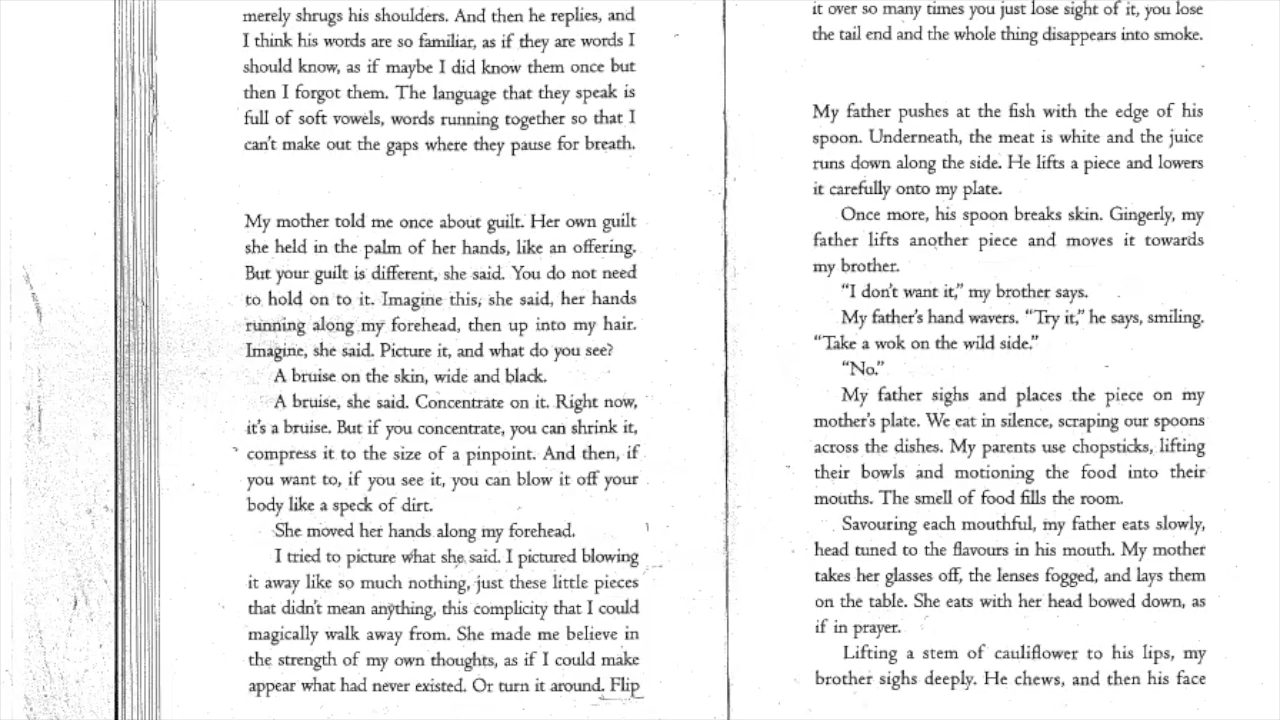 merely shrugs his shoulders. And then he replies, and
I think his words are so familiar, as if they are words I
should know, as if maybe I did know them once but
then I forgot them. The language that they speak is
full of soft vowels, words running together so that I
can't make out the gaps where they pause for breath.
My mother told me once about guilt. Her own guilt
she held in the palm of her hands, like an offering.
But your guilt is different, she said. You do not need
to hold on to it. Imagine this, she said, her hands
running along my forehead, then up into my hair.
Imagine, she said. Picture it, and what do you see?
A bruise on the skin, wide and black.
A bruise, she said. Concentrate on it. Right now,
it's a bruise. But if you concentrate, you can shrink it,
compress it to the size of a pinpoint. And then, if
you want to, if you see it, you can blow it off your
body like a speck of dirt.
She moved her hands along my forehead.
I tried to picture what she said. I pictured blowing
it away like so much nothing, just these little pieces
that didn't mean anything, this complicity that I could
magically walk away from. She made me believe in
the strength of my own thoughts, as if I could make
appear what had never existed. Or turn it around. Flip
it over so many times you just lose sight of it, you lose
the tail end and the whole thing disappears into smoke.
My father pushes at the fish with the edge of his
spoon. Underneath, the meat is white and the juice
runs down along the side. He lifts a piece and lowers
it carefully onto my plate.
Once more, his spoon breaks skin. Gingerly, my
father lifts another piece and moves it towards
my brother.
"I don't want it," my brother says.
My father's hand wavers. "Try it," he says, smiling.
"Take a wok on the wild side."
"No."
My father sighs and places the piece on my
mother's plate. We eat in silence, scraping our spoons
across the dishes. My parents use chopsticks, lifting
their bowls and motioning the food into their
mouths. The smell of food fills the room.
Savouring each mouthful, my father eats slowly,
head tuned to the flavours in his mouth. My mother
takes her glasses off, the lenses fogged, and lays them
on the table. She eats with her head bowed down, as
if in prayer.
Lifting a stem of cauliflower to his lips, my
brother sighs deeply. He chews, and then his face